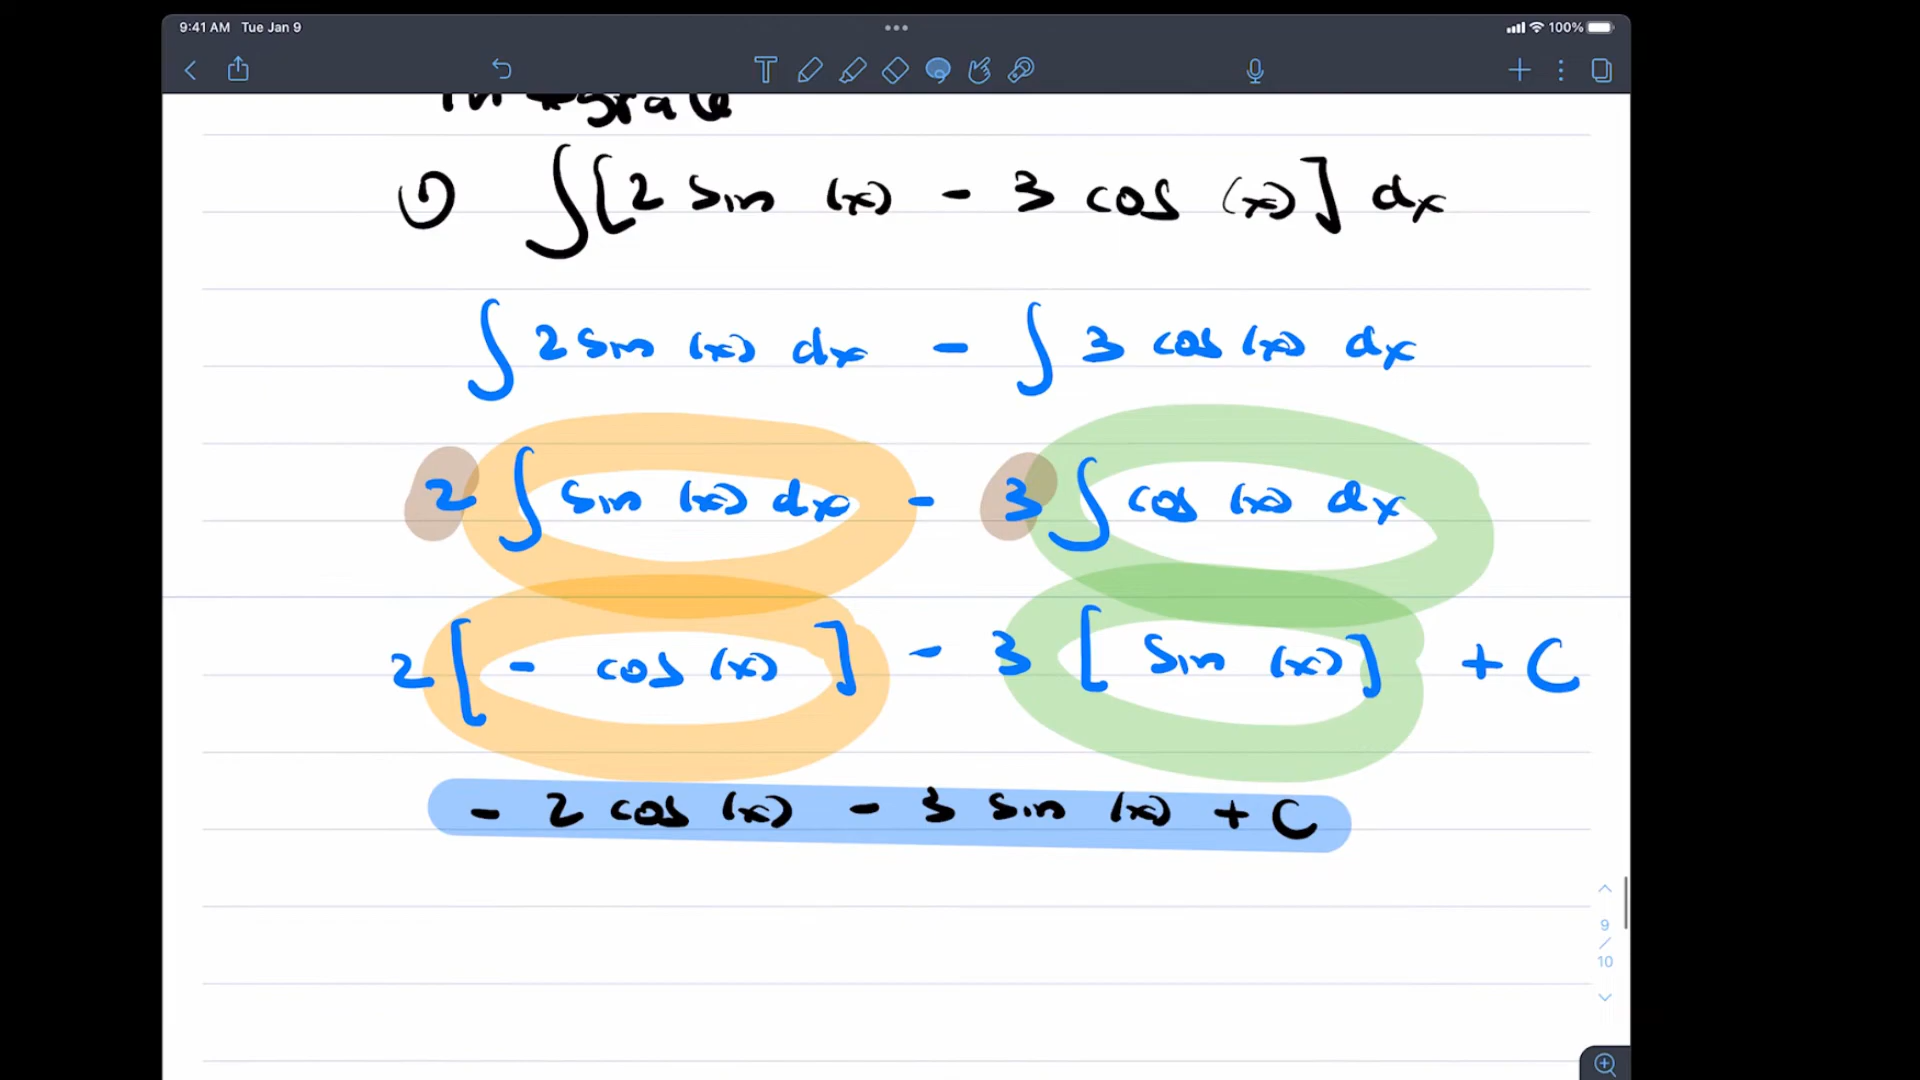 9:41 AM Tue Jan 9
100%
Integrate
① ∫[2 sin (x) - 3 cos (x)] dx
∫ 2 sin (x) dx - ∫ 3 cos (x) dx
2 ∫ sin (x) dx - 3 ∫ cos (x) dx
2 [ - cos (x) ] - 3 [ sin (x) ] + C
- 2 cos (x) - 3 sin (x) + C
9
/
10